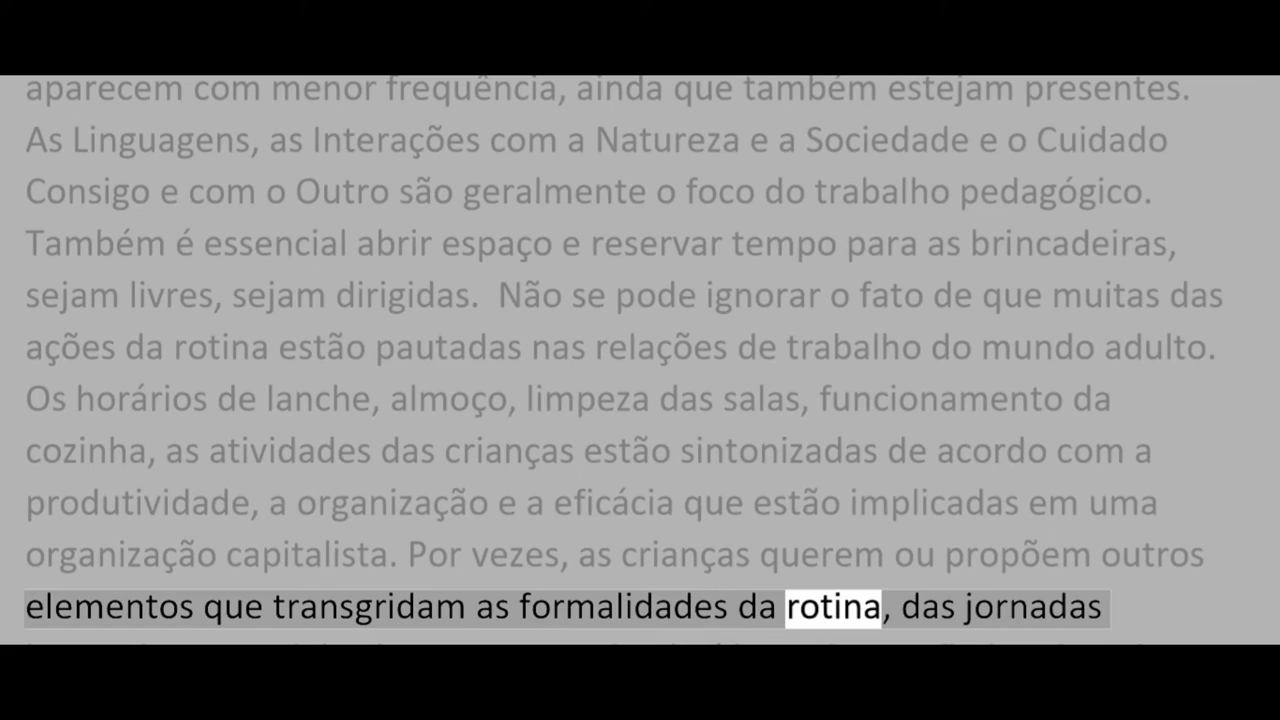 aparecem com menor frequência, ainda que também estejam presentes.
As Linguagens, as Interações com a Natureza e a Sociedade e o Cuidado
Consigo e com o Outro são geralmente o foco do trabalho pedagógico.
Também é essencial abrir espaço e reservar tempo para as brincadeiras,
sejam livres, sejam dirigidas.  Não se pode ignorar o fato de que muitas das
ações da rotina estão pautadas nas relações de trabalho do mundo adulto.
Os horários de lanche, almoço, limpeza das salas, funcionamento da
cozinha, as atividades das crianças estão sintonizadas de acordo com a
produtividade, a organização e a eficácia que estão implicadas em uma
organização capitalista. Por vezes, as crianças querem ou propõem outros
elementos que transgridam as formalidades da rotina, das jornadas